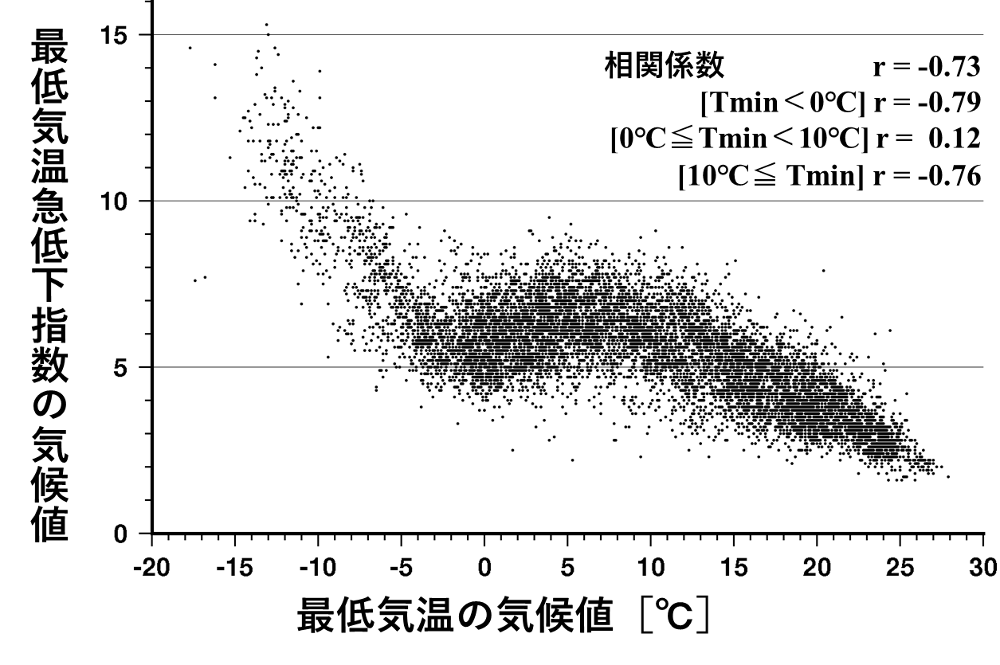 最低気温急低下指数の気候値
15
10
5
0
相関係数 r = -0.73
[Tmin＜0℃] r = -0.79
[0℃≦Tmin＜10℃] r = 0.12
[10℃≦ Tmin] r = -0.76
-20 -15 -10 -5 0 5 10 15 20 25 30
最低気温の気候値［℃］